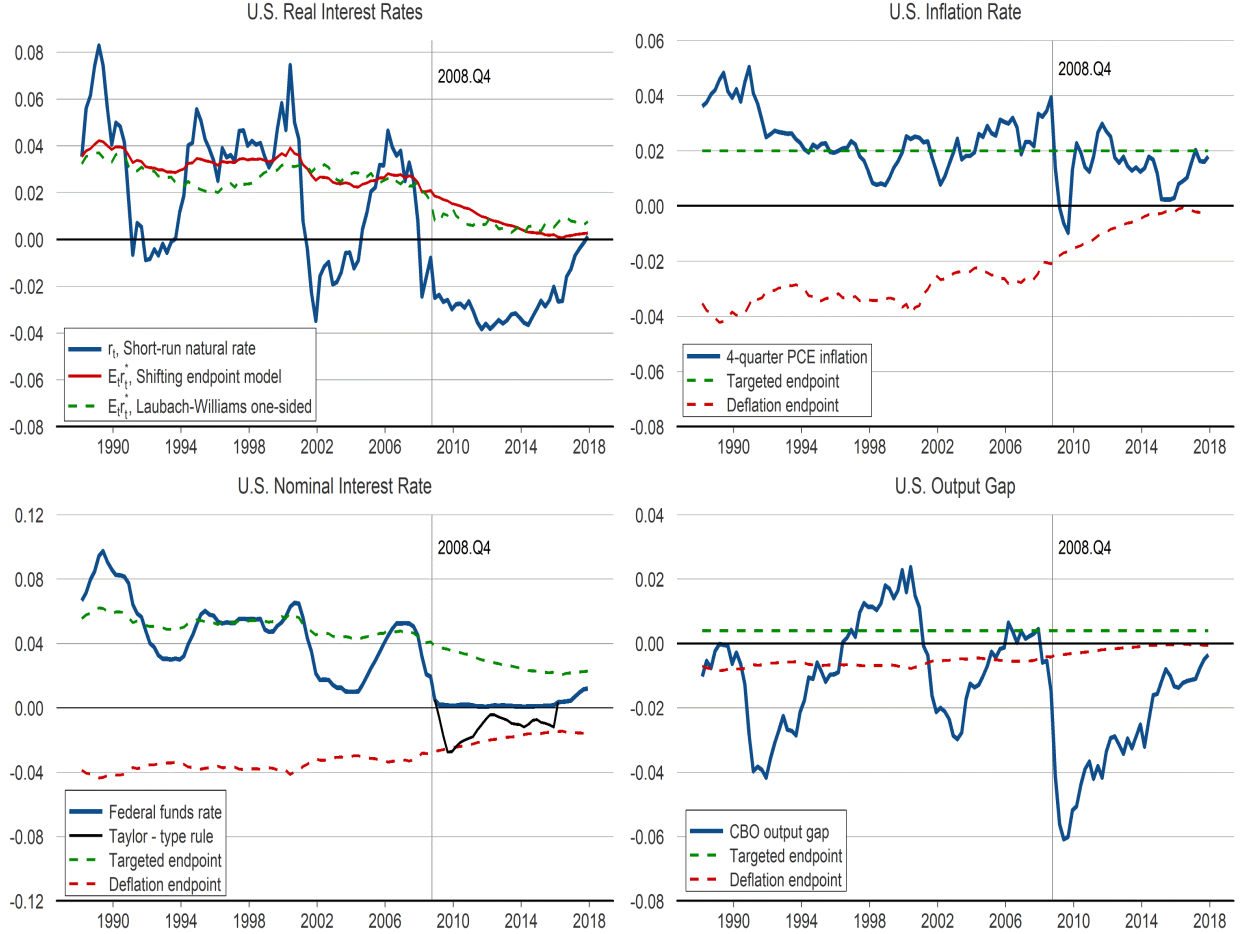 U.S. Real Interest Rates
0.08
0.06
0.04
0.02
0.00
-0.02
-0.04
-0.06
-0.08
2008.Q4
rt, Short-run natural rate
Etrt*, Shifting endpoint model
Etrt*, Laubach-Williams one-sided
1990 1994 1998 2002 2006 2010 2014 2018
U.S. Inflation Rate
0.06
0.04
0.02
0.00
-0.02
-0.04
-0.06
-0.08
2008.Q4
4-quarter PCE inflation
Targeted endpoint
Deflation endpoint
1990 1994 1998 2002 2006 2010 2014 2018
U.S. Nominal Interest Rate
0.12
0.08
0.04
0.00
-0.04
-0.08
-0.12
2008.Q4
Federal funds rate
Taylor - type rule
Targeted endpoint
Deflation endpoint
1990 1994 1998 2002 2006 2010 2014 2018
U.S. Output Gap
0.04
0.02
0.00
-0.02
-0.04
-0.06
-0.08
2008.Q4
CBO output gap
Targeted endpoint
Deflation endpoint
1990 1994 1998 2002 2006 2010 2014 2018